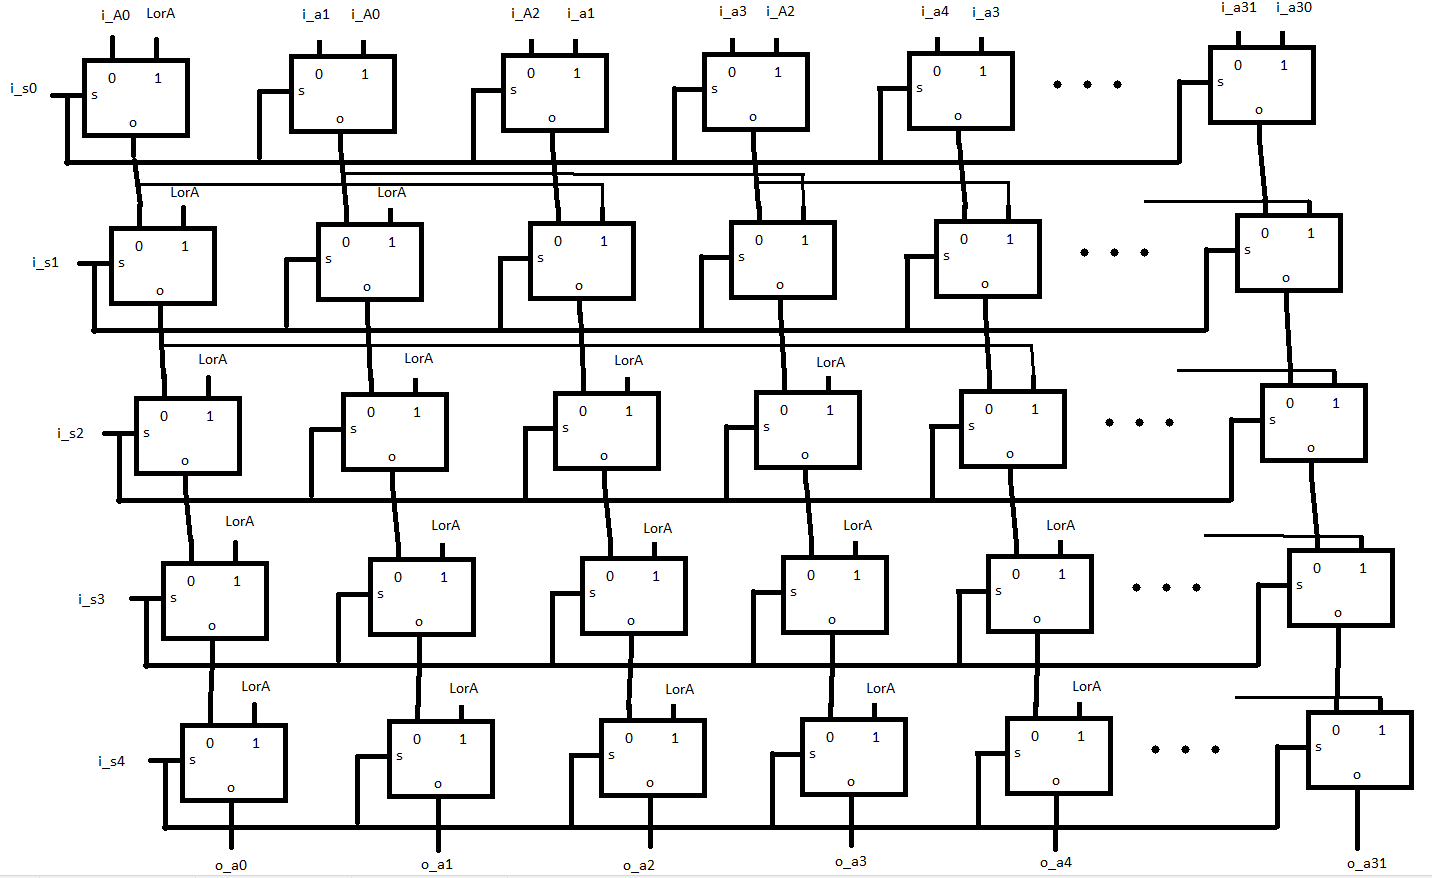 i_A0 LorA i_a1 i_A0 i_A2 i_a1 i_a3 i_A2 i_a4 i_a3 i_a31 i_a30
0 1 0 1 0 1 0 1 0 1 0 1
i_s0 s s s s s s
o o o o o o
LorA LorA
0 1 0 1 0 1 0 1 0 1 0 1
i_s1 s s s s s s
o o o o o o
LorA LorA LorA LorA
0 1 0 1 0 1 0 1 0 1 0 1
i_s2 s s s s s s
o o o o o o
LorA LorA LorA LorA LorA
0 1 0 1 0 1 0 1 0 1 0 1
i_s3 s s s s s s
o o o o o o
LorA LorA LorA LorA LorA
0 1 0 1 0 1 0 1 0 1 0 1
i_s4 s s s s s s
o o o o o o
o_a0 o_a1 o_a2 o_a3 o_a4 o_a31